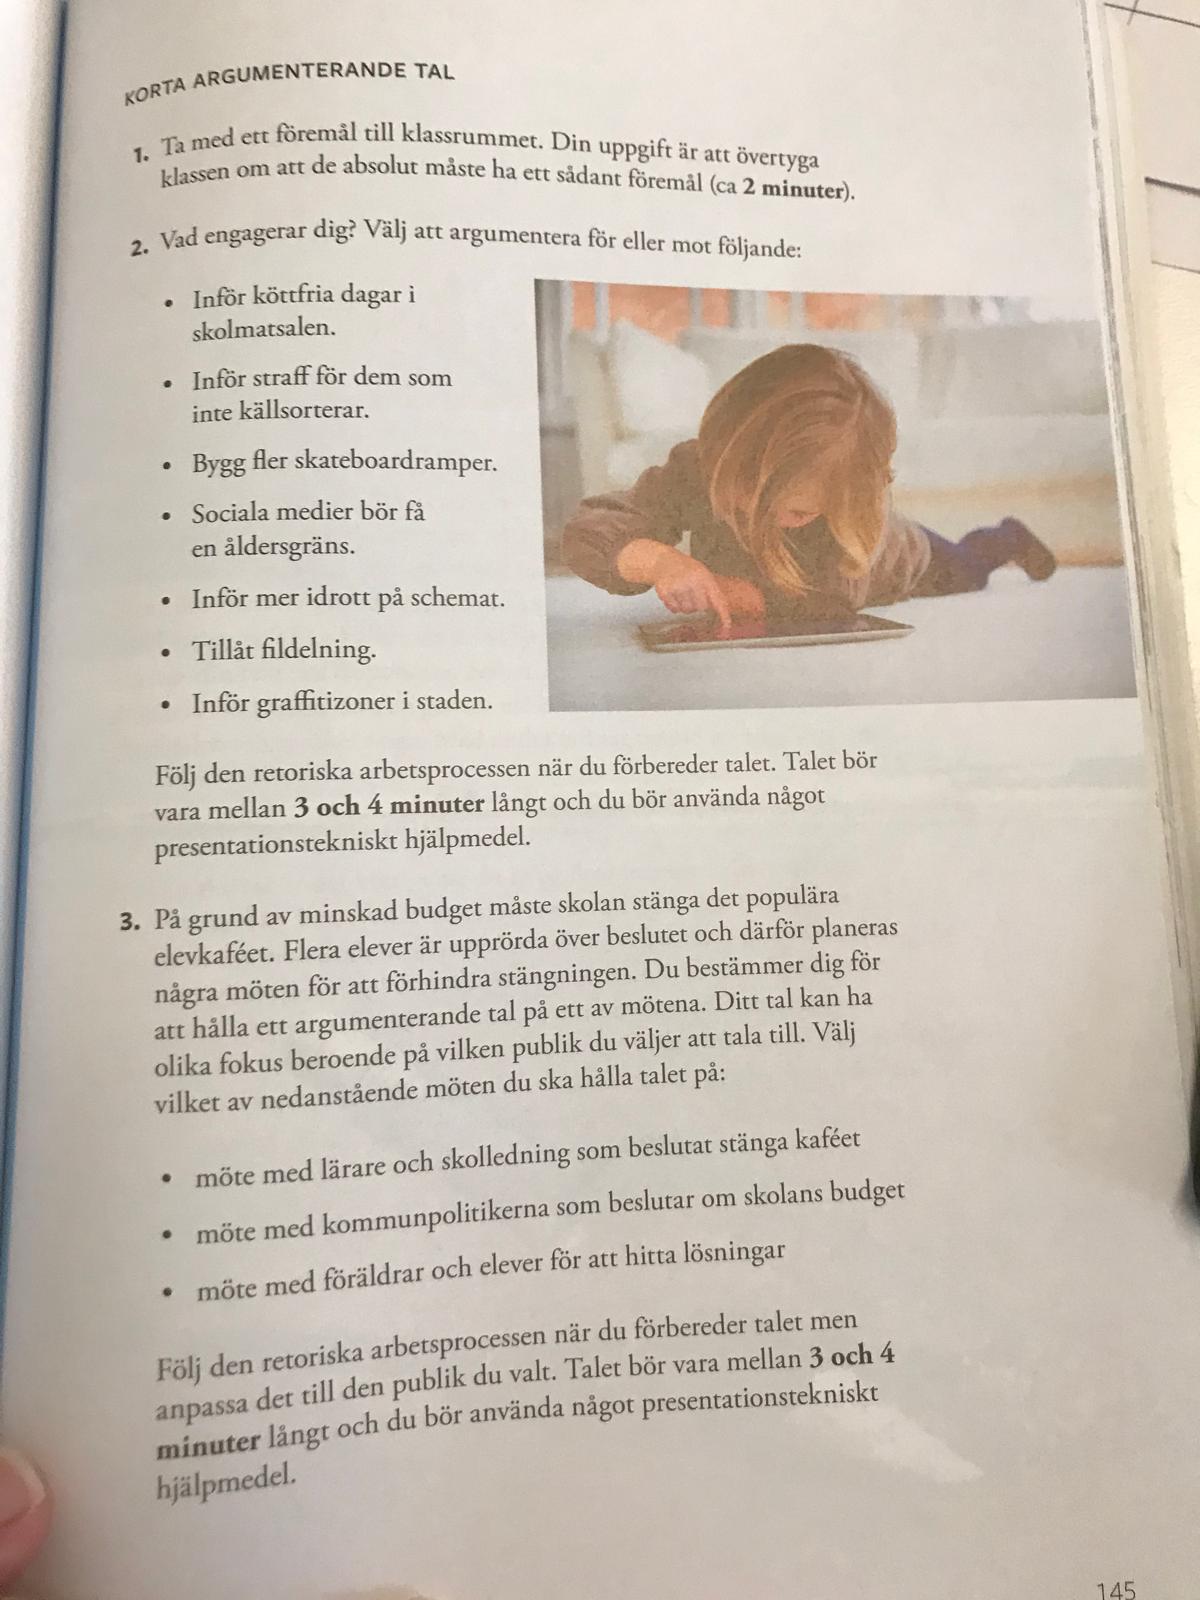 KORTA ARGUMENTERANDE TAL
1. Ta med ett föremål till klassrummet. Din uppgift är att övertyga
klassen om att de absolut måste ha ett sådant föremål (ca 2 minuter).
2. Vad engagerar dig? Välj att argumentera för eller mot följande:
• Inför köttfria dagar i
skolmatsalen.
• Inför straff för dem som
inte källsorterar.
• Bygg fler skateboardramper.
• Sociala medier bör få
en åldersgräns.
• Inför mer idrott på schemat.
• Tillåt fildelning.
• Inför graffitizoner i staden.
Följ den retoriska arbetsprocessen när du förbereder talet. Talet bör
vara mellan 3 och 4 minuter långt och du bör använda något
presentationstekniskt hjälpmedel.
3. På grund av minskad budget måste skolan stänga det populära
elevkaféet. Flera elever är upprörda över beslutet och därför planeras
några möten för att förhindra stängningen. Du bestämmer dig för
att hålla ett argumenterande tal på ett av mötena. Ditt tal kan ha
olika fokus beroende på vilken publik du väljer att tala till. Välj
vilket av nedanstående möten du ska hålla talet på:
• möte med lärare och skolledning som beslutat stänga kaféet
• möte med kommunpolitikerna som beslutar om skolans budget
• möte med föräldrar och elever för att hitta lösningar
Följ den retoriska arbetsprocessen när du förbereder talet men
anpassa det till den publik du valt. Talet bör vara mellan 3 och 4
minuter långt och du bör använda något presentationstekniskt
hjälpmedel.
145